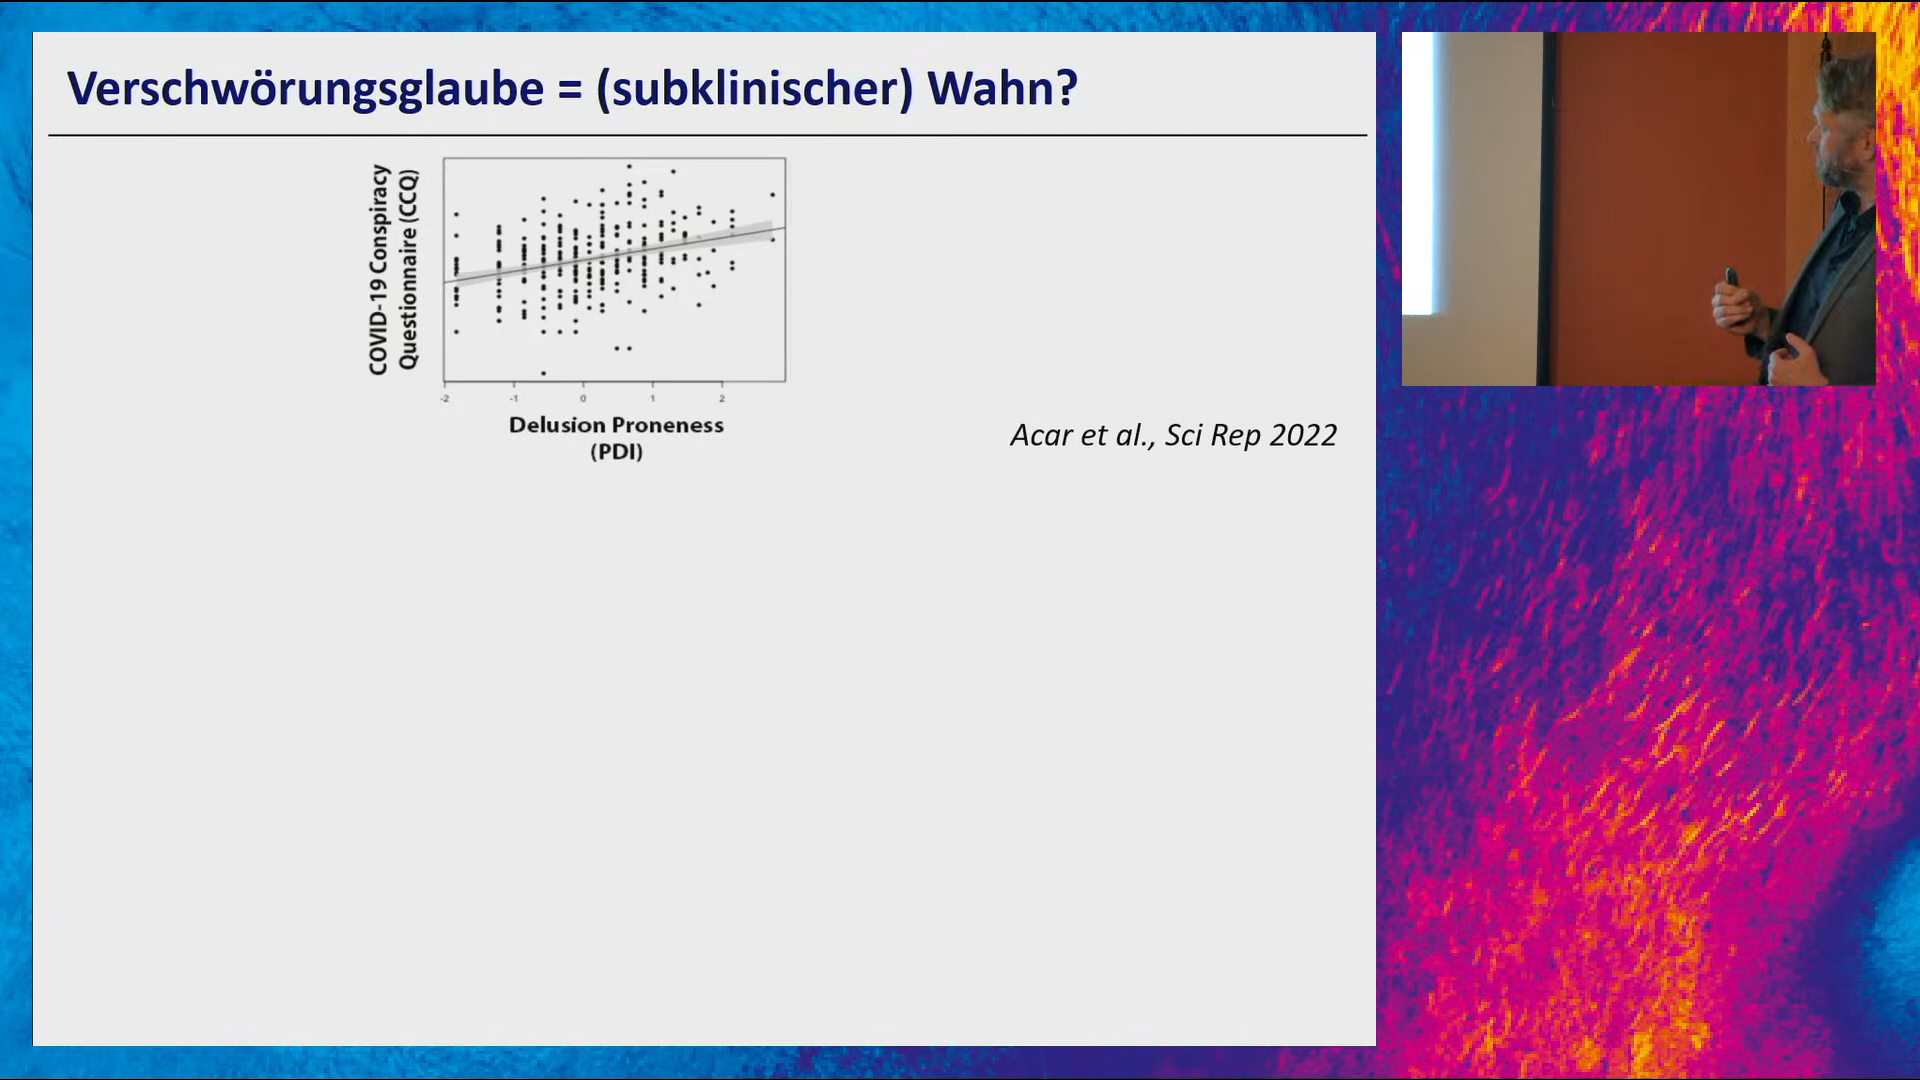 Verschwörungsglaube = (subklinischer) Wahn?
COVID-19 Conspiracy
Questionnaire (CCQ)
-2 -1 0 1 2
Delusion Proneness
(PDI)
Acar et al., Sci Rep 2022